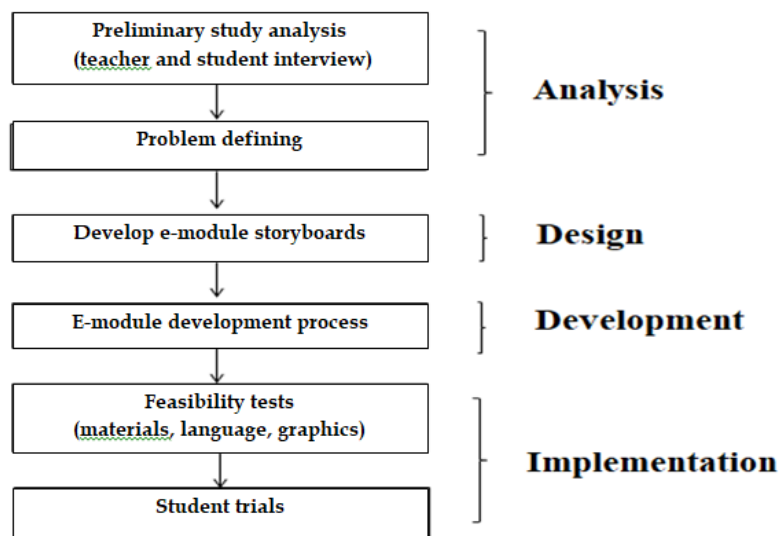 Preliminary study analysis
(teacher and student interview)
Analysis
Problem defining
Develop e-module storyboards
Design
E-module development process
Development
Feasibility tests
(materials, language, graphics)
Implementation
Student trials